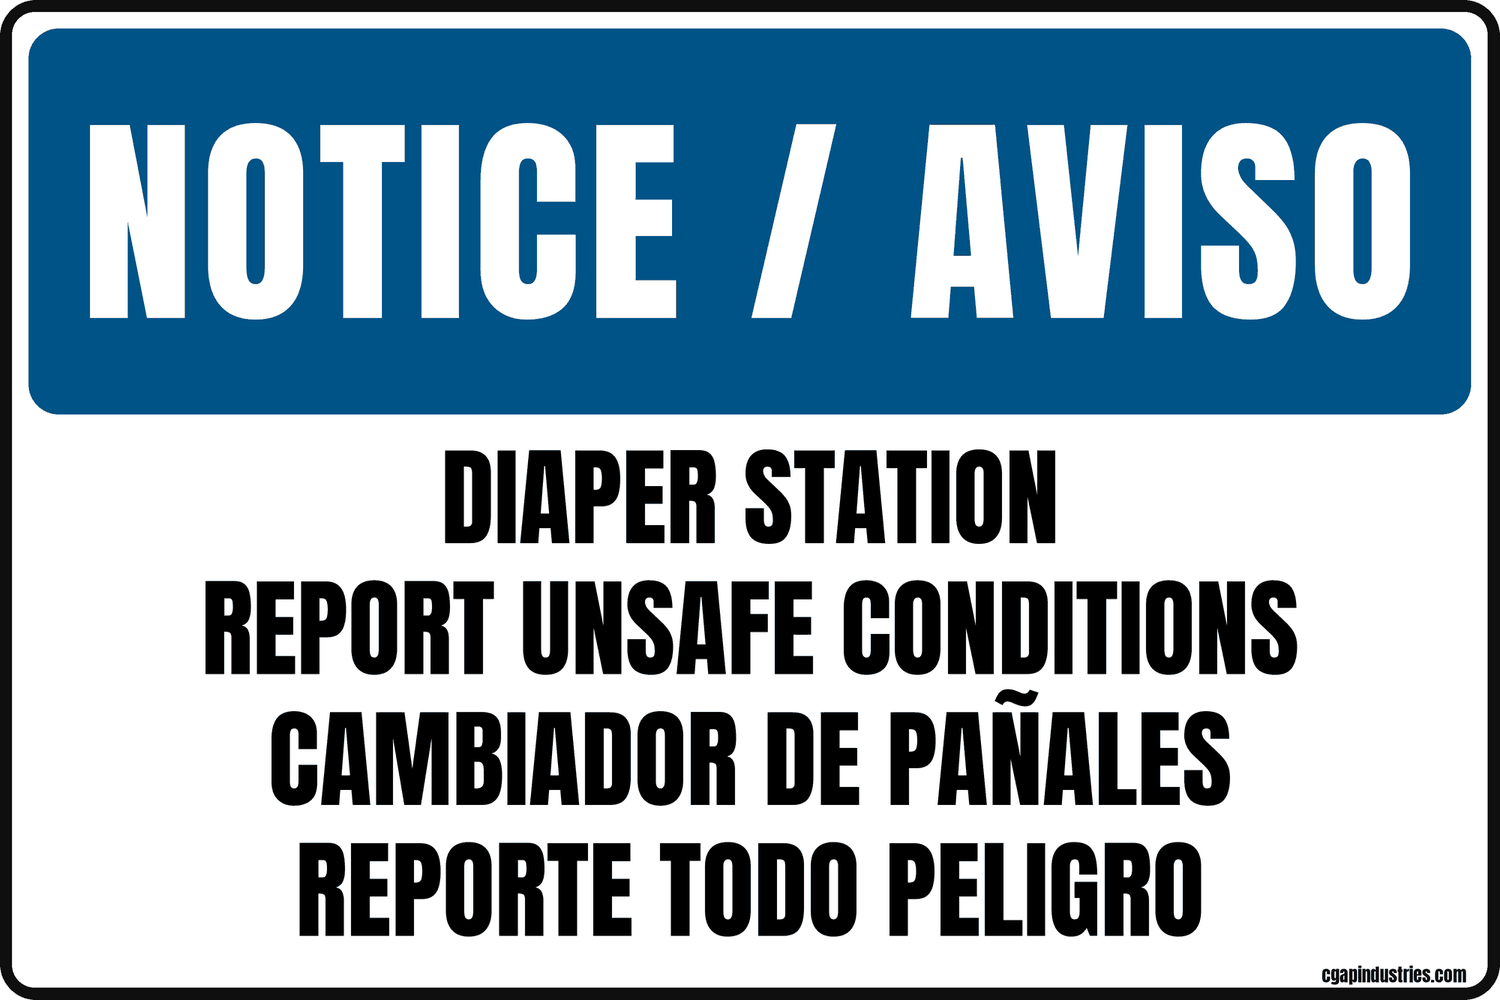 NOTICE / AVISO
DIAPER STATION
REPORT UNSAFE CONDITIONS
CAMBIADOR DE PAÑALES
REPORTE TODO PELIGRO
cgapindustries.com